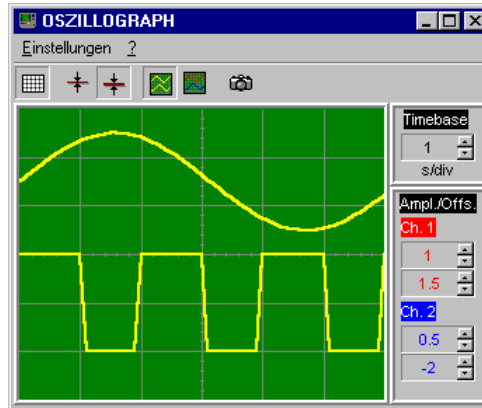 OSZILLOGRAPH
Einstellungen ?
Timebase
1
s/div
Ampl./Offs.
Ch. 1
1
1.5
Ch. 2
0.5
-2